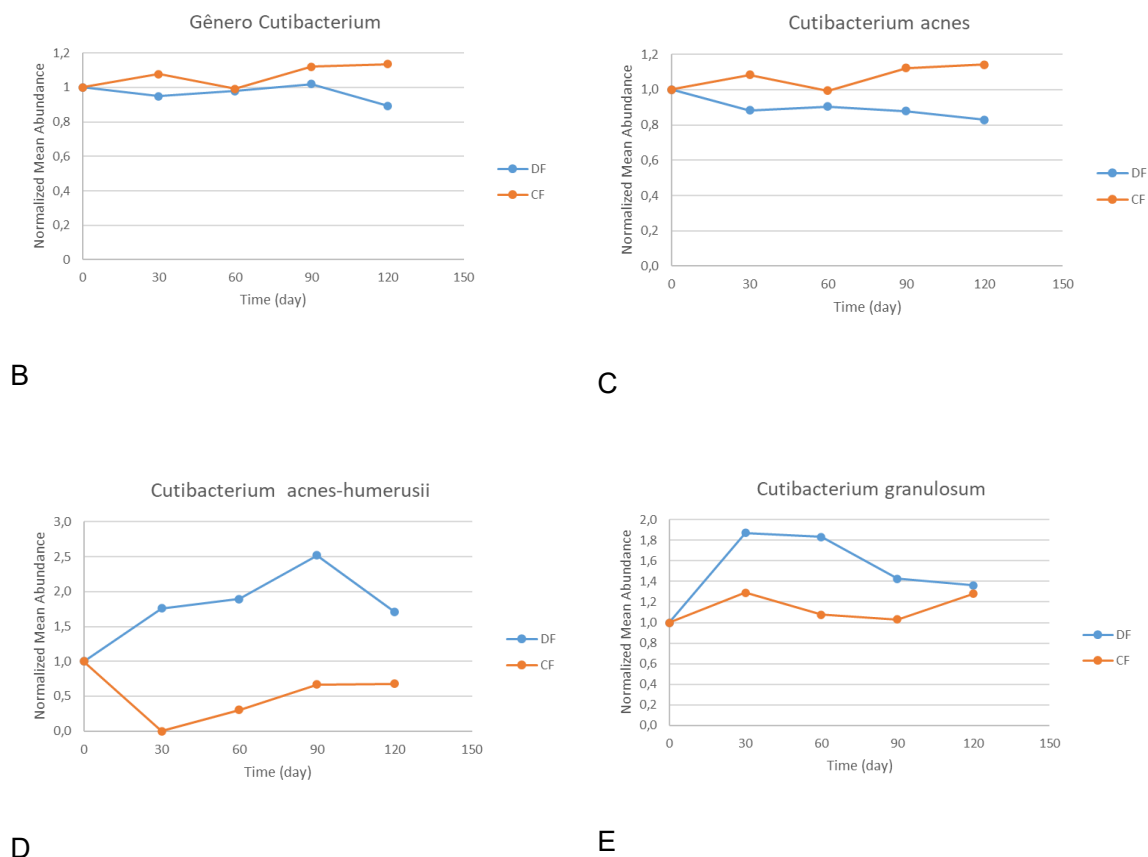 Gênero Cutibacterium
Normalized Mean Abundance
1,2
1
0,8
0,6
0,4
0,2
0
0 30 60 90 120 150
Time (day)
DF
CF
B
Cutibacterium acnes
Normalized Mean Abundance
1,2
1,0
0,8
0,6
0,4
0,2
0,0
0 30 60 90 120 150
Time (day)
DF
CF
C
Cutibacterium acnes-humerusii
Normalized Mean Abundance
3,0
2,5
2,0
1,5
1,0
0,5
0,0
0 30 60 90 120 150
Time (day)
DF
CF
D
Cutibacterium granulosum
Normalized Mean Abundance
2,0
1,8
1,6
1,4
1,2
1,0
0,8
0,6
0,4
0,2
0,0
0 30 60 90 120 150
Time (day)
DF
CF
E